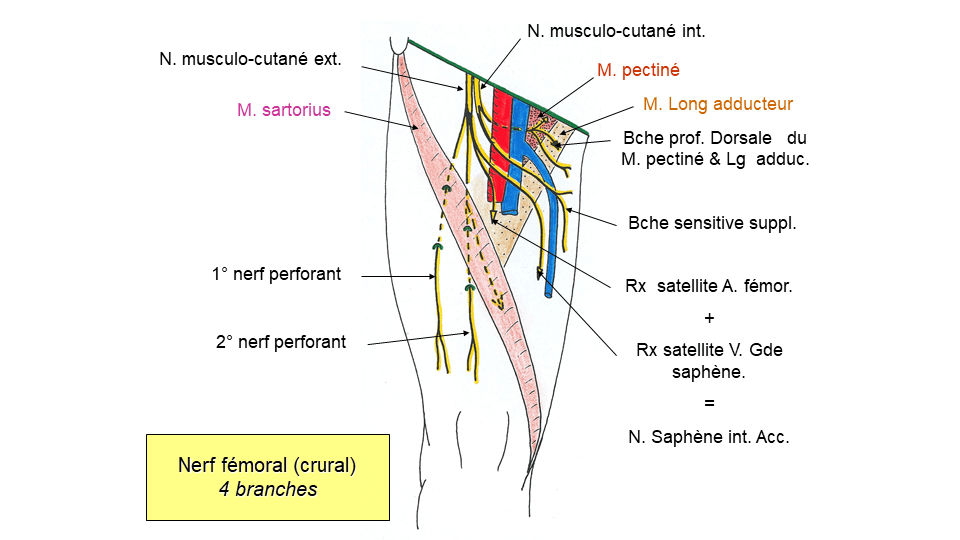 N. musculo-cutané int.
N. musculo-cutané ext.
M. pectiné
M. sartorius
M. Long adducteur
Bche prof. Dorsale du
M. pectiné & Lg adduc.
Bche sensitive suppl.
1° nerf perforant
Rx satellite A. fémor.
+
2° nerf perforant
Rx satellite V. Gde
saphène.
=
N. Saphène int. Acc.
Nerf fémoral (crural)
4 branches